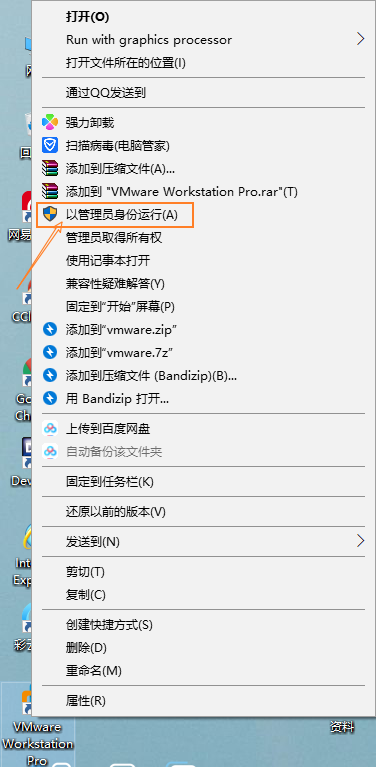 打开(O)
Run with graphics processor
打开文件所在的位置(I)
通过QQ发送到
强力卸载
扫描病毒(电脑管家)
添加到压缩文件(A)...
添加到 "VMware Workstation Pro.rar"(T)
以管理员身份运行(A)
管理员取得所有权
使用记事本打开
兼容性疑难解答(Y)
固定到"开始"屏幕(P)
添加到"vmware.zip"
添加到"vmware.7z"
添加到压缩文件 (Bandizip)(B)...
用 Bandizip 打开...
上传到百度网盘
自动备份该文件夹
固定到任务栏(K)
还原以前的版本(V)
发送到(N)
剪切(T)
复制(C)
创建快捷方式(S)
删除(D)
重命名(M)
属性(R)
网易
CCl
Go
Ch
Dev
Int
Exp
彩云
VMware
Workstation
Pro
资料